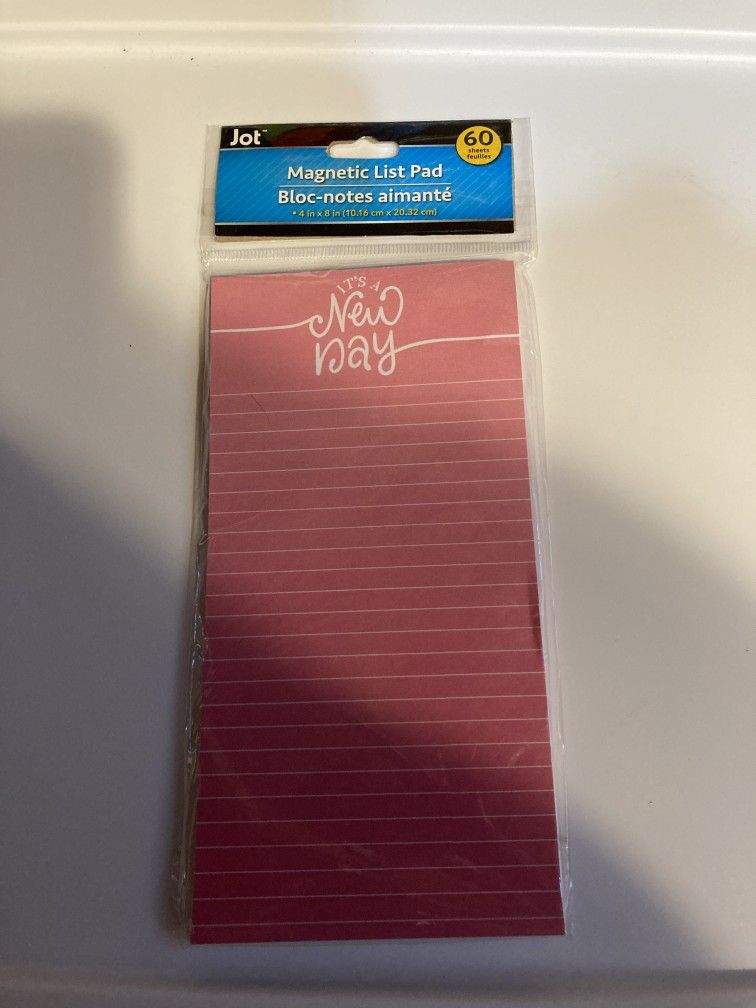 Jot™
60
sheets
feuilles
Magnetic List Pad
Bloc-notes aimanté
• 4 in x 8 in (10.16 cm x 20.32 cm)
IT'S A
New
Day